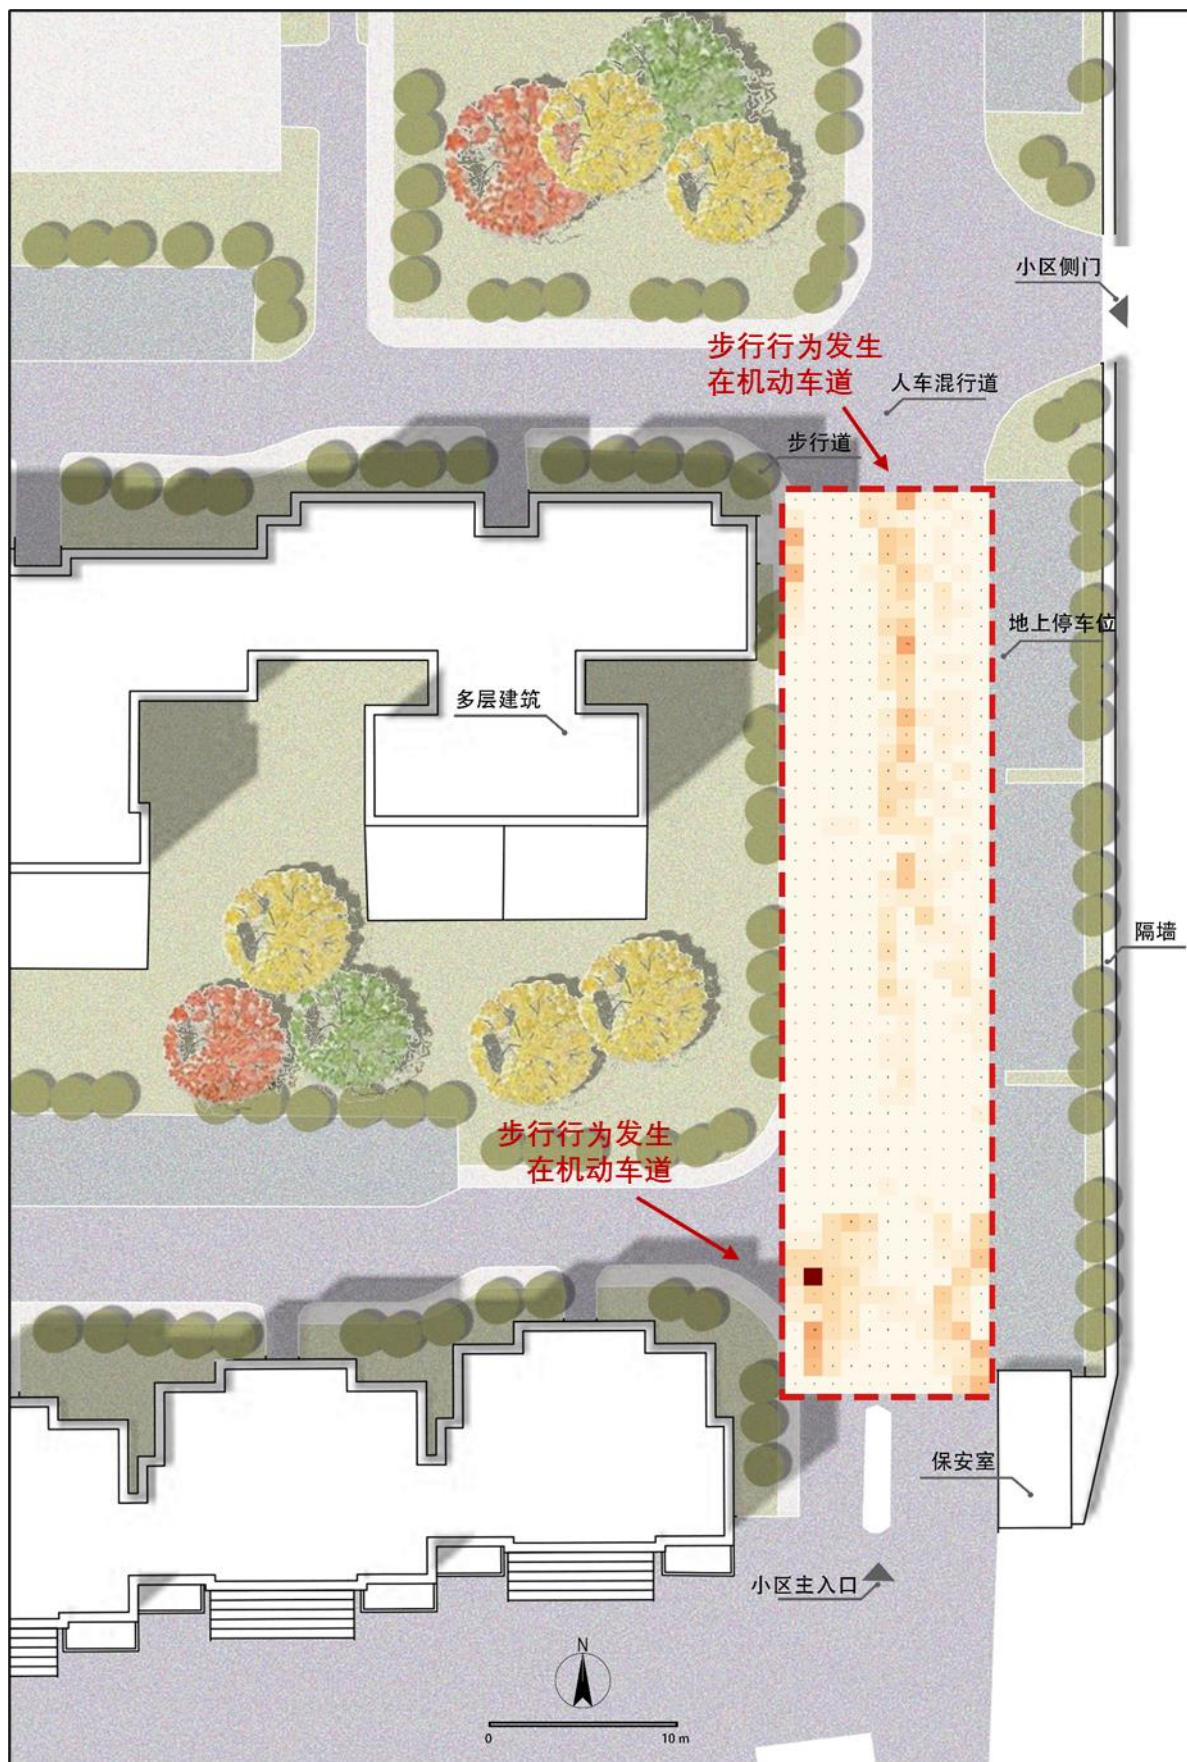 小区侧门
步行行为发生
在机动车道
人车混行道
步行道
地上停车位
多层建筑
隔墙
步行行为发生
在机动车道
保安室
小区主入口
N
0
10 m